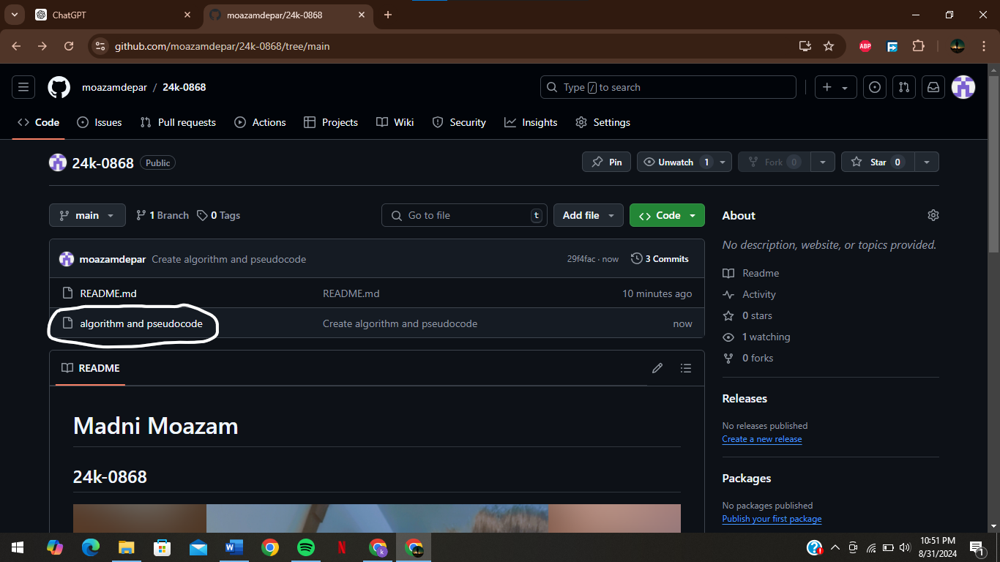 ChatGPT
moazamdepar/24k-0868
github.com/moazamdepar/24k-0868/tree/main
ABP
moazamdepar / 24k-0868
Type / to search
Code Issues Pull requests Actions Projects Wiki Security Insights Settings
24k-0868 Public
Pin Unwatch 1 Fork 0 Star 0
main 1 Branch 0 Tags
Go to file t Add file Code
moazamdepar Create algorithm and pseudocode 29f4fac · now 3 Commits
README.md README.md 10 minutes ago
algorithm and pseudocode Create algorithm and pseudocode now
README
Madni Moazam
24k-0868
About
No description, website, or topics provided.
Readme
Activity
0 stars
1 watching
0 forks
Releases
No releases published
Create a new release
Packages
No packages published
Publish your first package
10:51 PM
8/31/2024
1